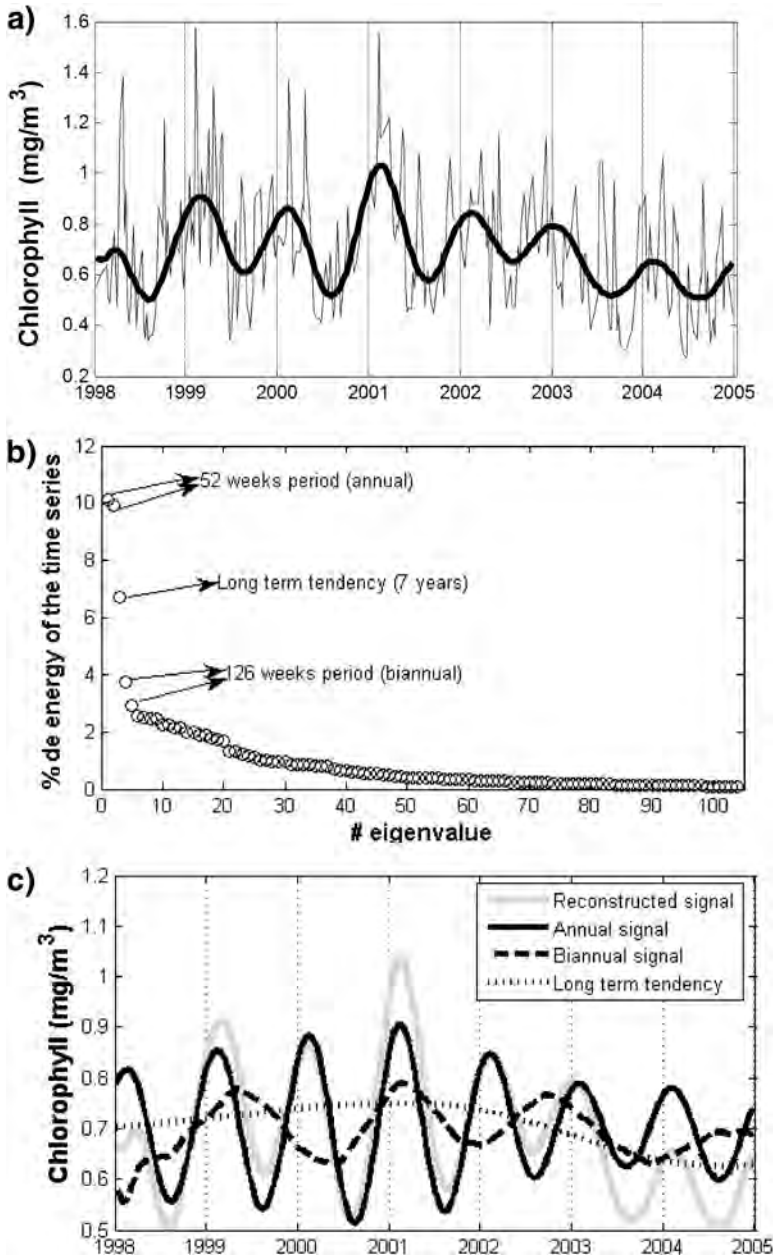 a)
1.6
1.4
1.2
1
0.8
0.6
0.4
0.2
Chlorophyll (mg/m³)
1998 1999 2000 2001 2002 2003 2004 2005
b)
12
10
8
6
4
2
0
% de energy of the time series
52 weeks period (annual)
Long term tendency (7 years)
126 weeks period (biannual)
0 10 20 30 40 50 60 70 80 90 100
# eigenvalue
c)
1.2
1.1
1
0.9
0.8
0.7
0.6
0.5
Chlorophyll (mg/m³)
Reconstructed signal
Annual signal
Biannual signal
Long term tendency
1998 1999 2000 2001 2002 2003 2004 2005